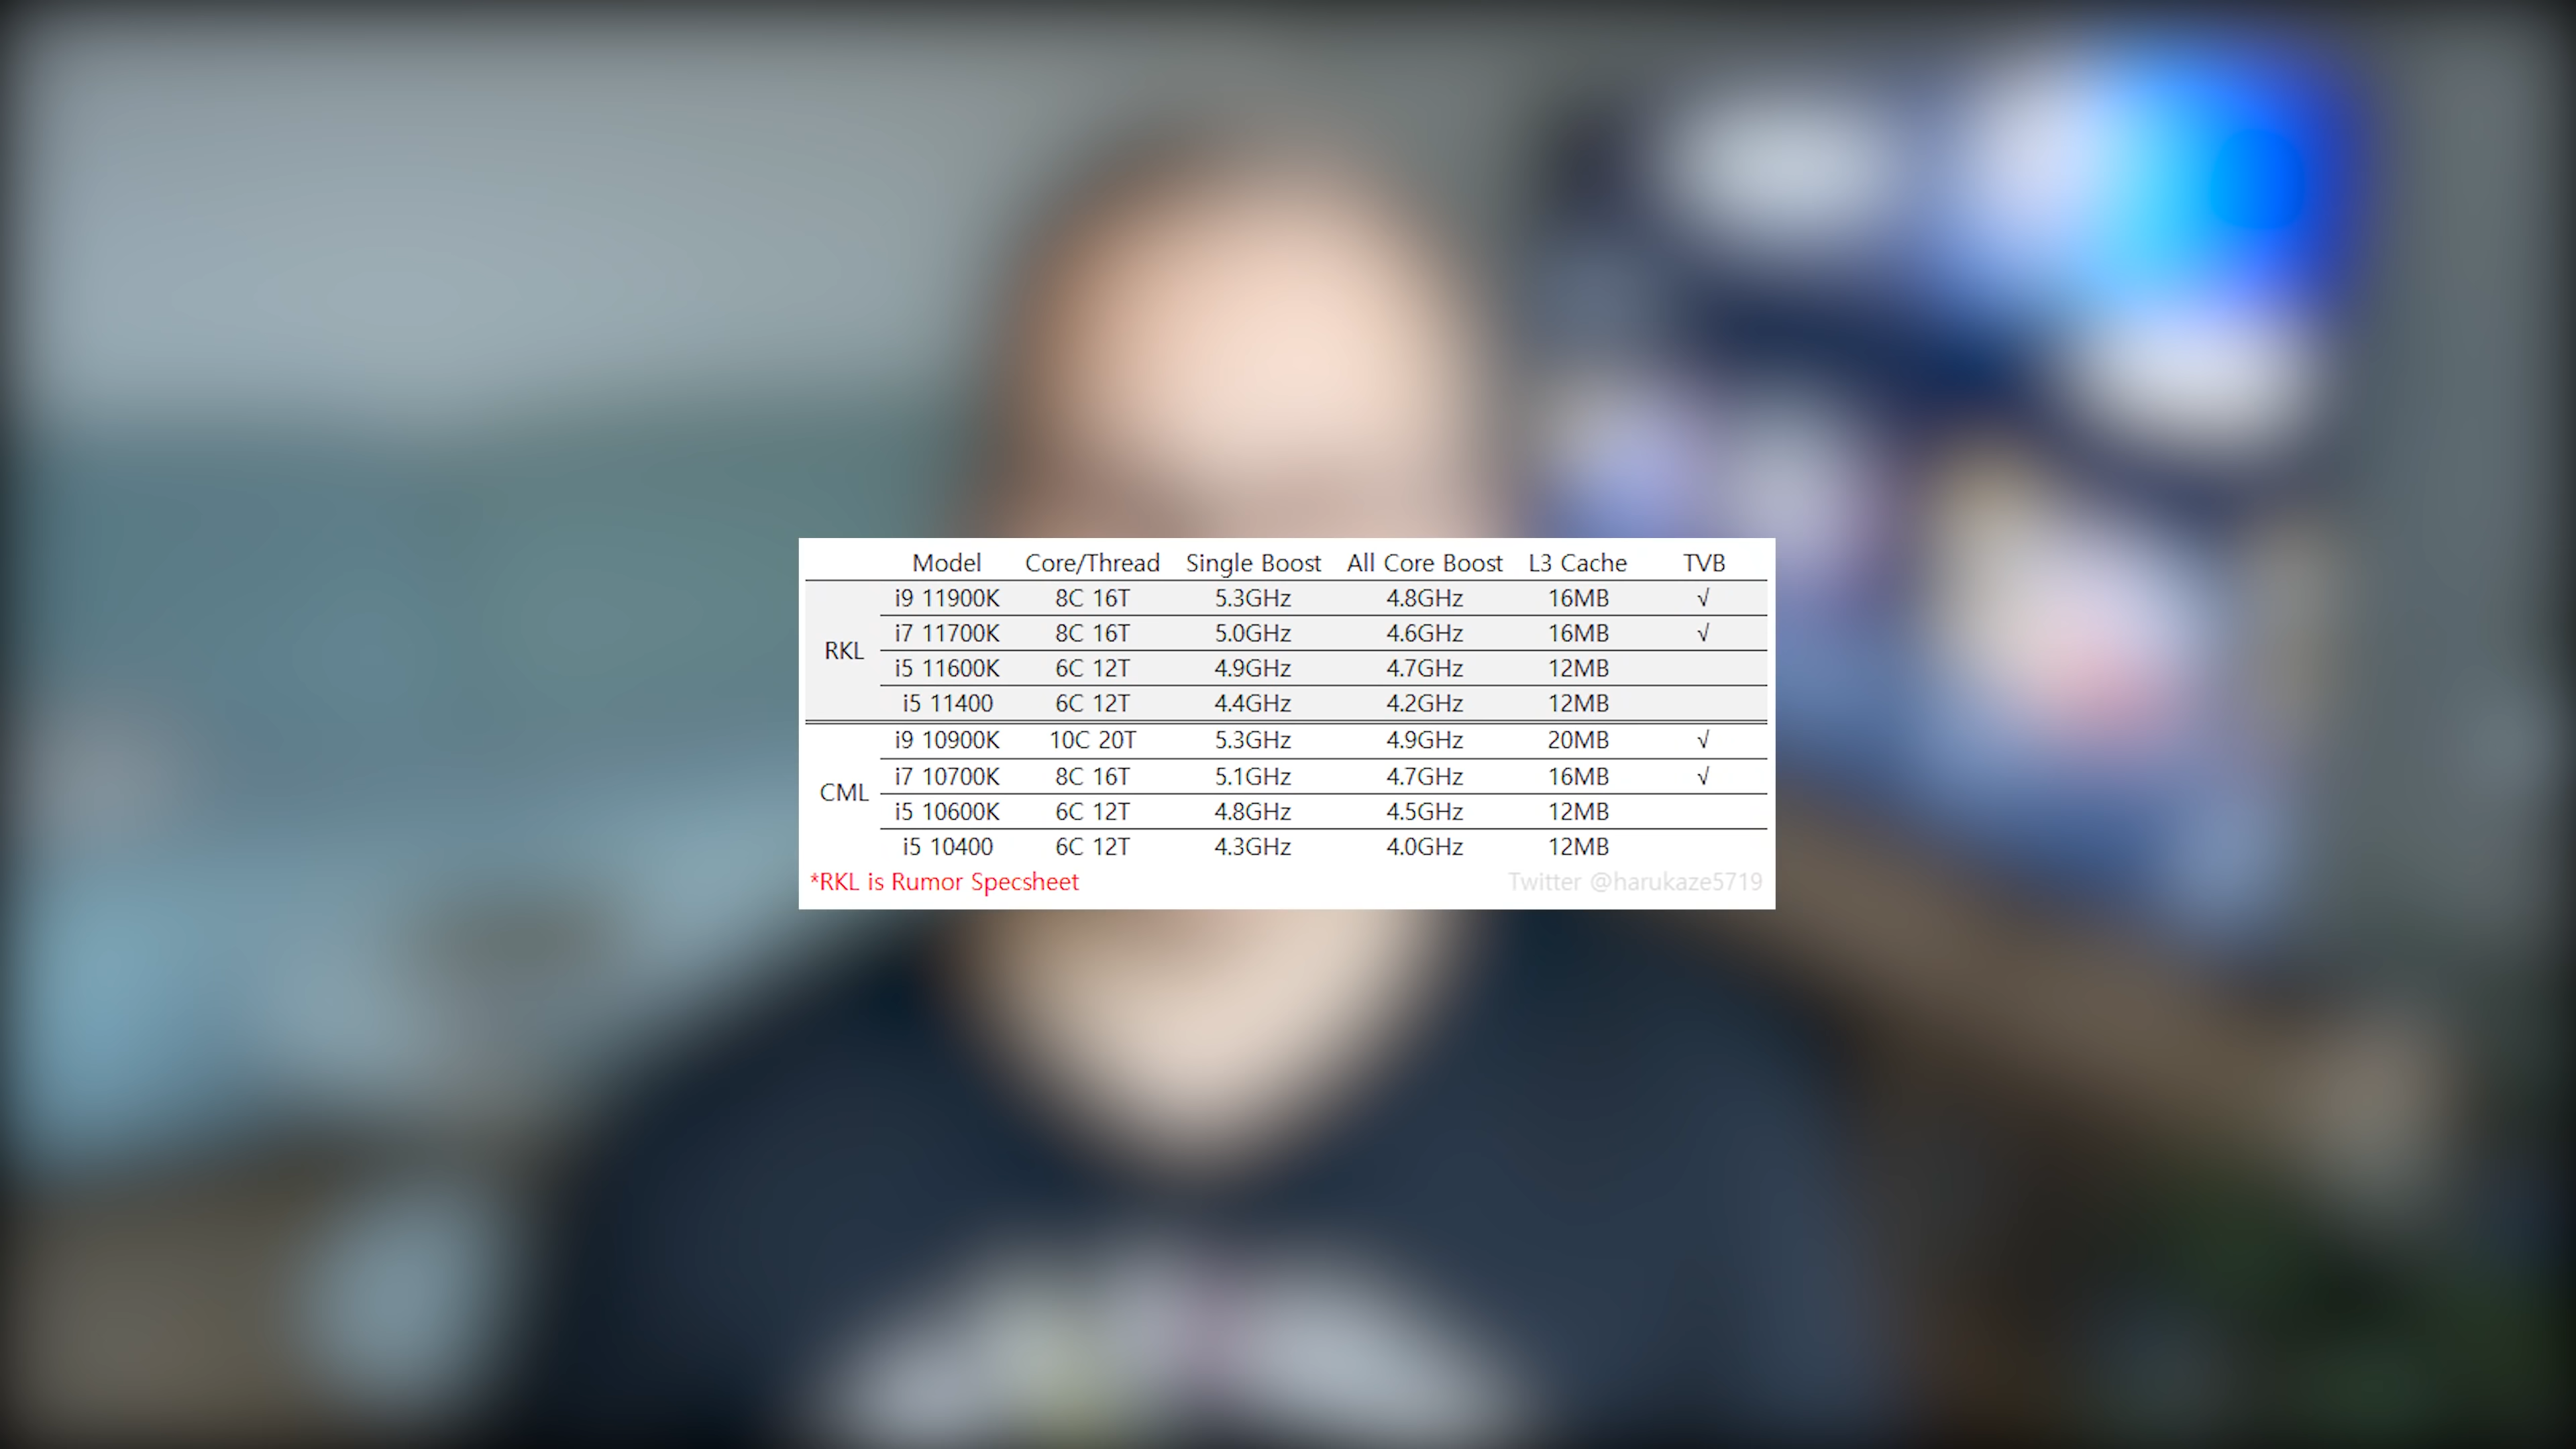 Model Core/Thread Single Boost All Core Boost L3 Cache TVB
i9 11900K 8C 16T 5.3GHz 4.8GHz 16MB √
i7 11700K 8C 16T 5.0GHz 4.6GHz 16MB √
RKL
i5 11600K 6C 12T 4.9GHz 4.7GHz 12MB
i5 11400 6C 12T 4.4GHz 4.2GHz 12MB
i9 10900K 10C 20T 5.3GHz 4.9GHz 20MB √
i7 10700K 8C 16T 5.1GHz 4.7GHz 16MB √
CML
i5 10600K 6C 12T 4.8GHz 4.5GHz 12MB
i5 10400 6C 12T 4.3GHz 4.0GHz 12MB
*RKL is Rumor Specsheet Twitter @harukaze5719